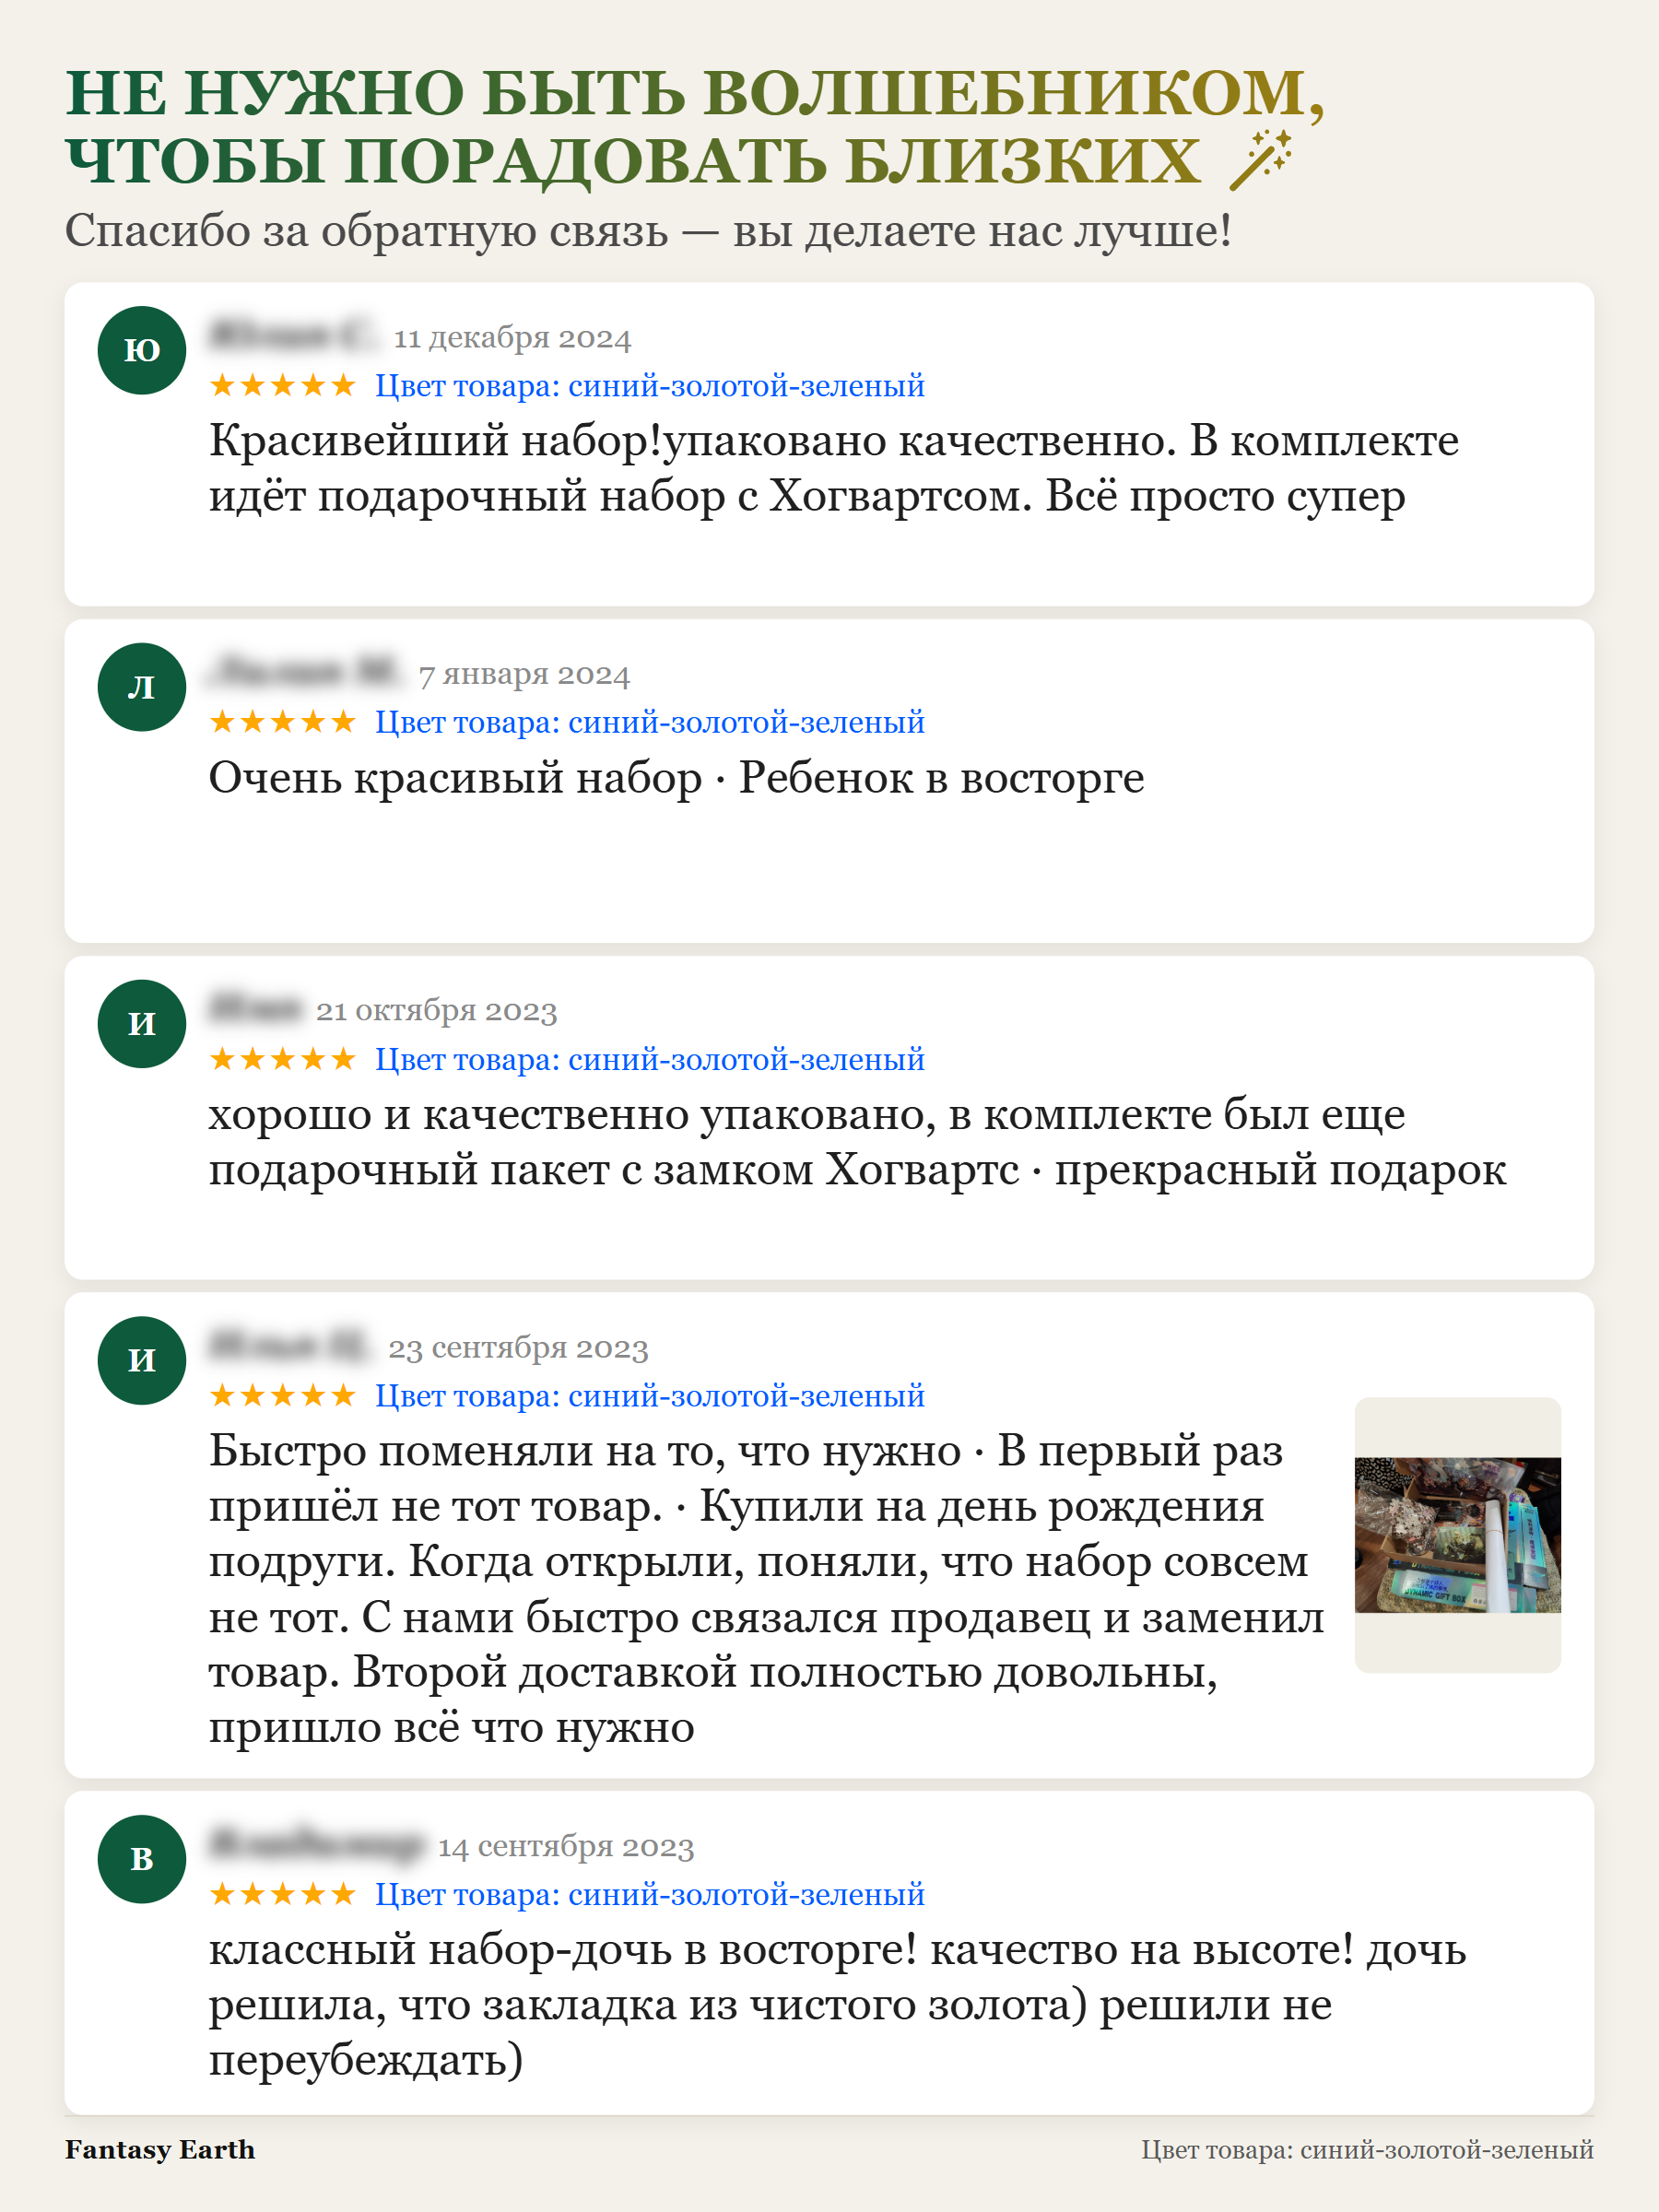 НЕ НУЖНО БЫТЬ ВОЛШЕБНИКОМ,
ЧТОБЫ ПОРАДОВАТЬ БЛИЗКИХ
Спасибо за обратную связь — вы делаете нас лучше!
Ю
11 декабря 2024
★★★★★ Цвет товара: синий-золотой-зеленый
Красивейший набор!упаковано качественно. В комплекте
идёт подарочный набор с Хогвартсом. Всё просто супер
Л
7 января 2024
★★★★★ Цвет товара: синий-золотой-зеленый
Очень красивый набор · Ребенок в восторге
И
21 октября 2023
★★★★★ Цвет товара: синий-золотой-зеленый
хорошо и качественно упаковано, в комплекте был еще
подарочный пакет с замком Хогвартс · прекрасный подарок
И
23 сентября 2023
★★★★★ Цвет товара: синий-золотой-зеленый
Быстро поменяли на то, что нужно · В первый раз
пришёл не тот товар. · Купили на день рождения
подруги. Когда открыли, поняли, что набор совсем
не тот. С нами быстро связался продавец и заменил
товар. Второй доставкой полностью довольны,
пришло всё что нужно
DYNAMIC GIFT BOX
В
14 сентября 2023
★★★★★ Цвет товара: синий-золотой-зеленый
классный набор-дочь в восторге! качество на высоте! дочь
решила, что закладка из чистого золота) решили не
переубеждать)
Fantasy Earth
Цвет товара: синий-золотой-зеленый